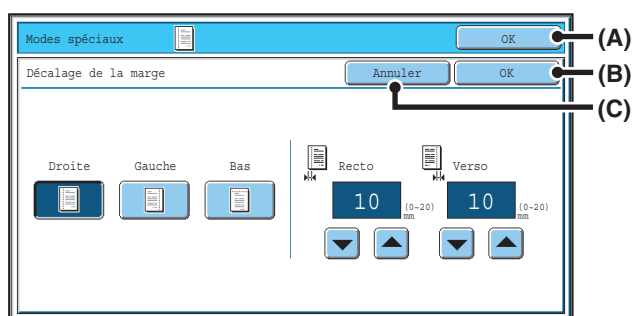 Modes spéciaux OK (A)
Décalage de la marge Annuler OK (B)
(C)
Droite Gauche Bas Recto Verso
10 (0~20) mm 10 (0~20) mm